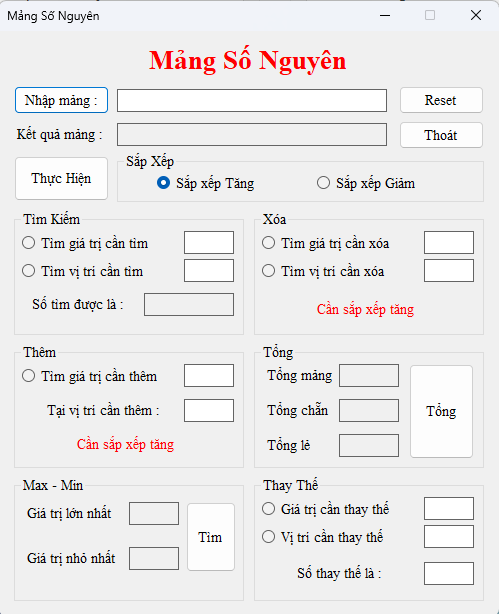 Mảng Số Nguyên
Mảng Số Nguyên
Nhập mảng :
Reset
Kết quả mảng :
Thoát
Thực Hiện
Sắp Xếp
Sắp xếp Tăng
Sắp xếp Giảm
Tìm Kiếm
Tìm giá trị cần tìm
Tìm vị trí cần tìm
Số tìm được là :
Xóa
Tìm giá trị cần xóa
Tìm vị trí cần xóa
Cần sắp xếp tăng
Thêm
Tìm giá trị cần thêm
Tại vị trí cần thêm :
Cần sắp xếp tăng
Tổng
Tổng mảng
Tổng chẵn
Tổng lẻ
Tổng
Max - Min
Giá trị lớn nhất
Giá trị nhỏ nhất
Tìm
Thay Thế
Giá trị cần thay thế
Vị trí cần thay thế
Số thay thế là :